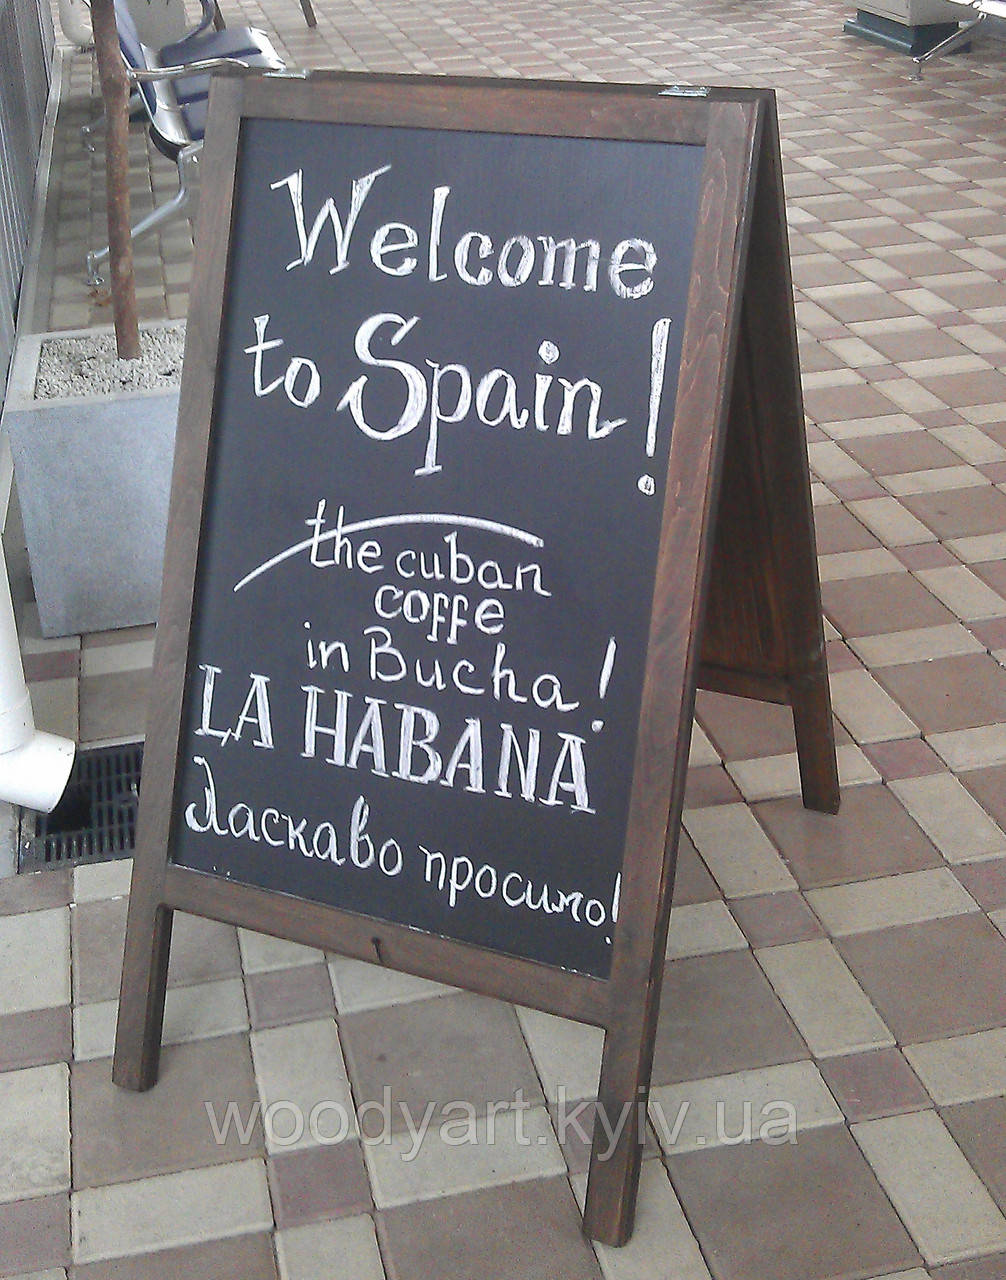 Welcome
to Spain!
the cuban
coffe
in Bucha!
LA HABANA
Ласкаво просимо!
woodyart.kyiv.ua